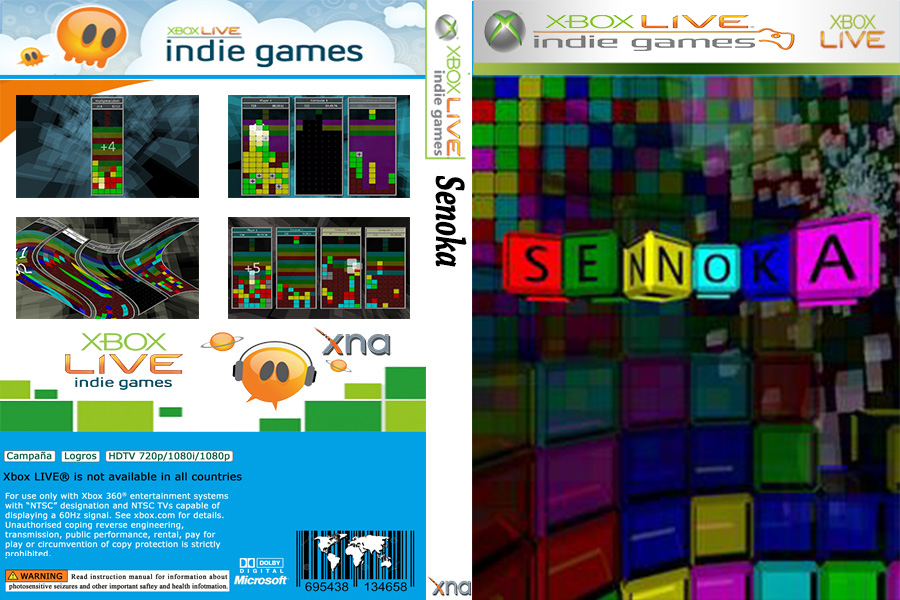 XBOX LIVE
indie games
+4
+5
XBOX LIVE
indie games
xna
Campaña Logros HDTV 720p/1080i/1080p
Xbox LIVE® is not available in all countries
For use only with Xbox 360® entertainment systems
with “NTSC” designation and NTSC TVs capable of
displaying a 60Hz signal. See xbox.com for details.
Unauthorised coping reverse engineering,
transmission, public performance, rental, pay for
play or circumvention of copy protection is strictly
prohibited.
WARNING Read instruction manual for information about
photosensitive seizures and other important saftey and health infotmation.
DOLBY
DIGITAL
Microsoft
695438 134658
XBOX LIVE
indie games
Senoka
xna
XBOX LIVE
indie games
XBOX
LIVE
SENNOKA